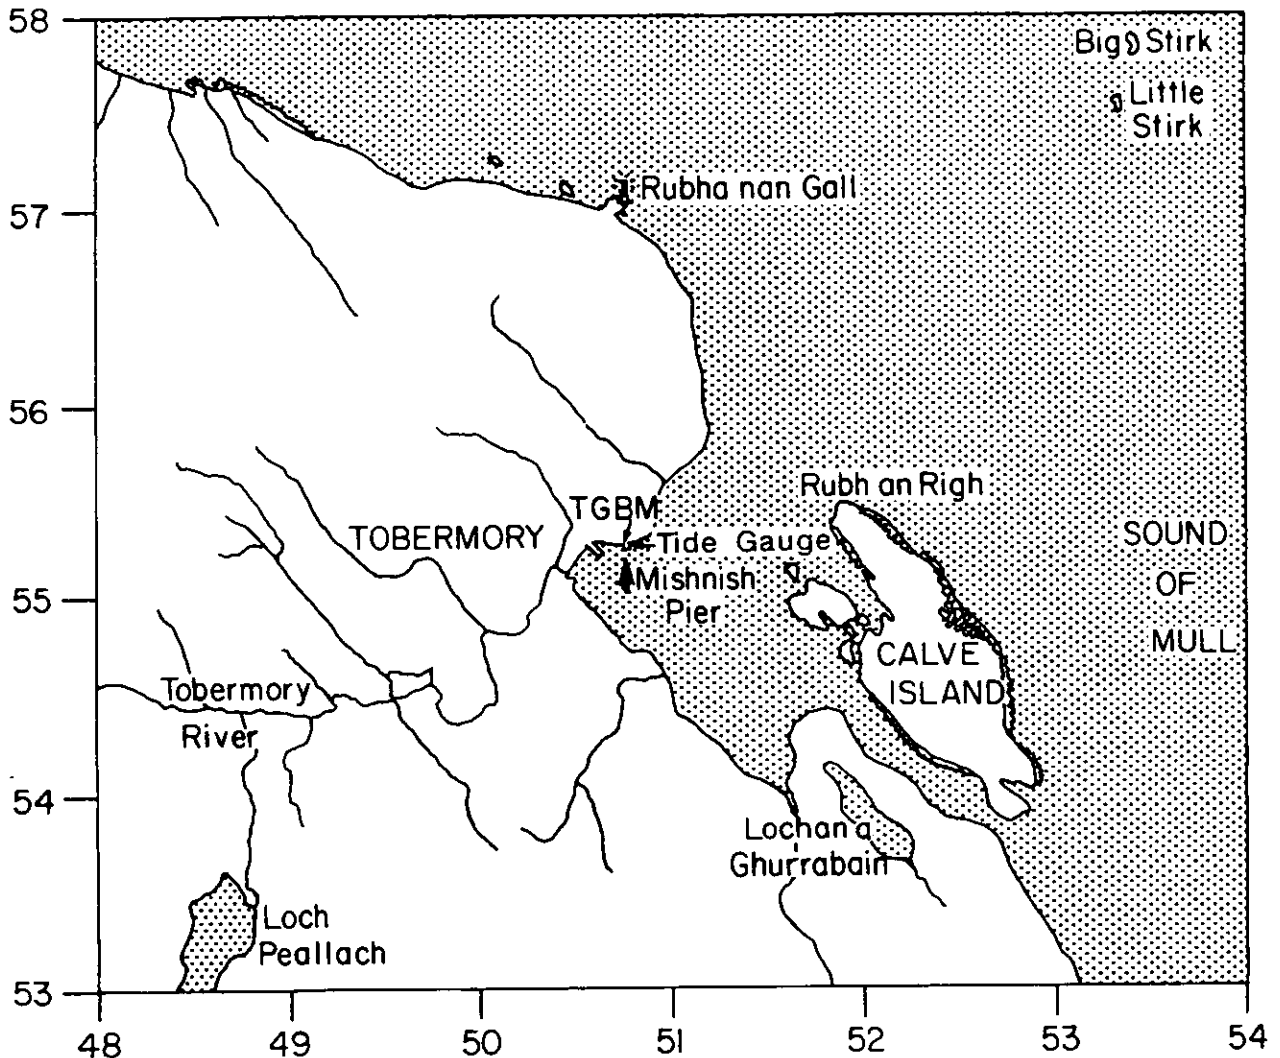 58
Big Stirk
Little
Stirk
57
Rubha nan Gall
56
Rubh an Righ
TGBM
TOBERMORY
Tide Gauge
SOUND
OF
MULL
55
Mishnish
Pier
CALVE
ISLAND
Tobermory
River
54
Lochan a
Ghurrabain
Loch
Peallach
53
48
49
50
51
52
53
54